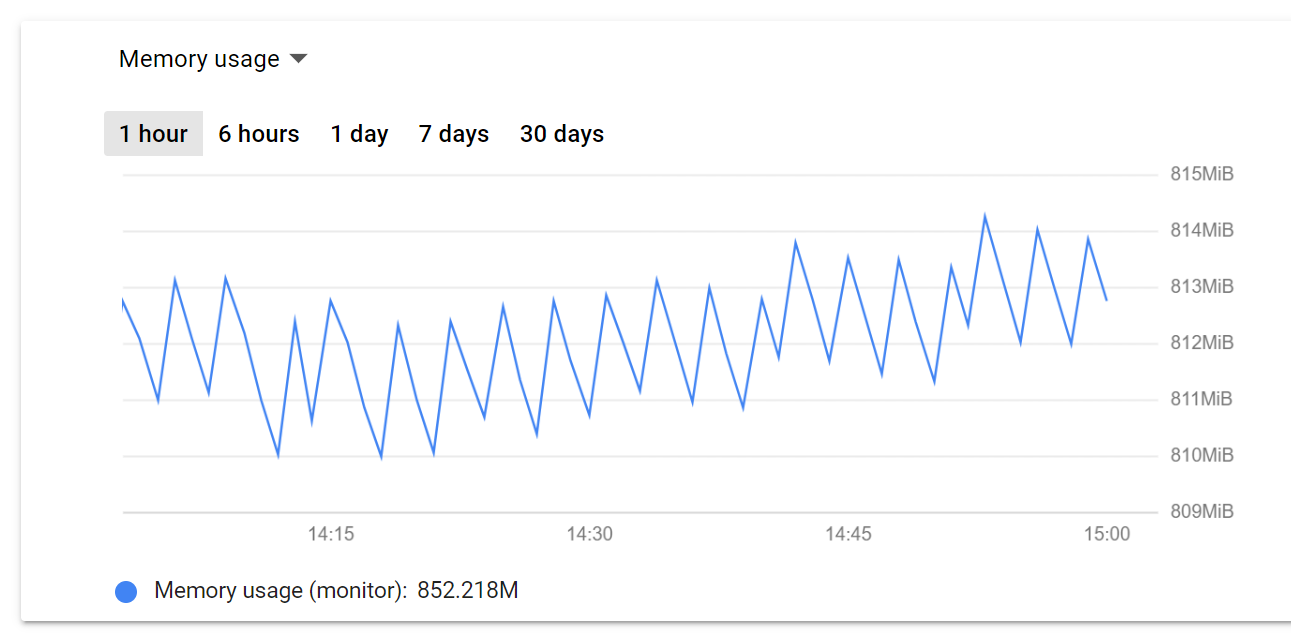 Memory usage
1 hour 6 hours 1 day 7 days 30 days
815MiB
814MiB
813MiB
812MiB
811MiB
810MiB
809MiB
14:15 14:30 14:45 15:00
Memory usage (monitor): 852.218M